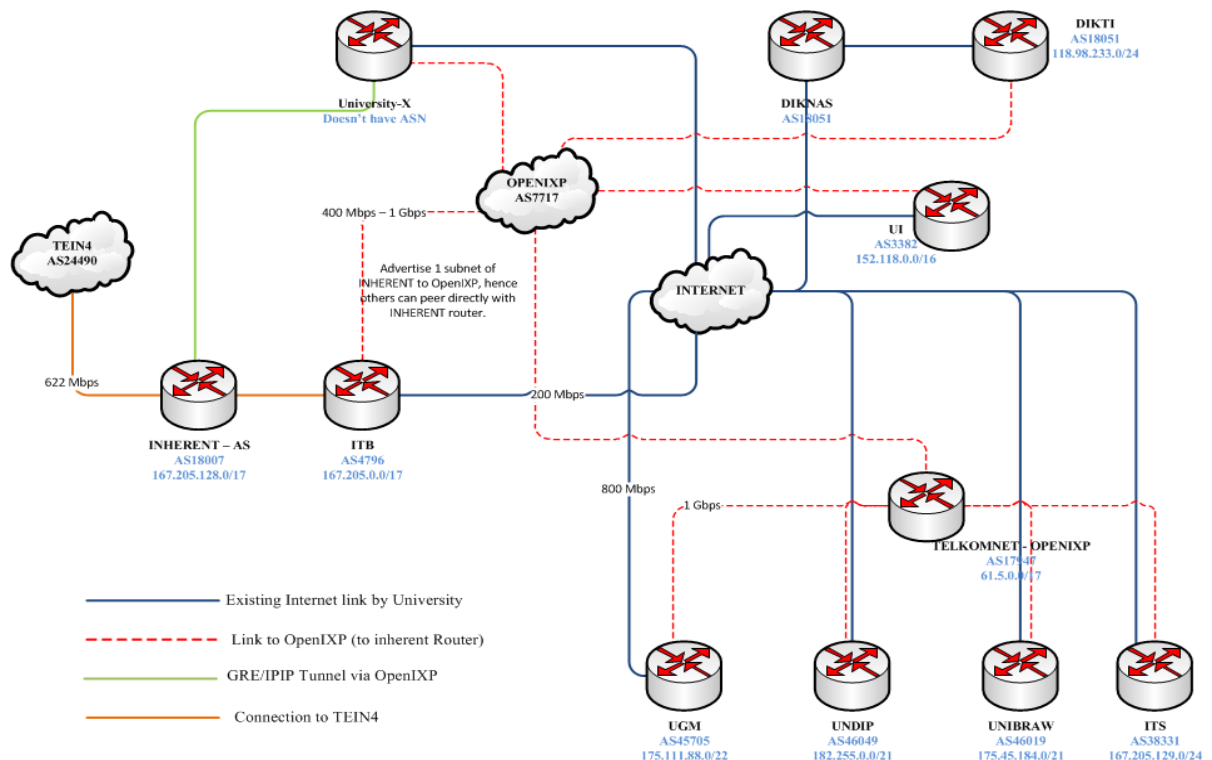 University-X
Doesn't have ASN
DIKNAS
AS18051
DIKTI
AS18051
118.98.233.0/24
OPENIXP
AS7717
400 Mbps – 1 Gbps
UI
AS3382
152.118.0.0/16
TEIN4
AS24490
Advertise 1 subnet of
INHERENT to OpenIXP, hence
others can peer directly with
INHERENT router.
INTERNET
622 Mbps
200 Mbps
INHERENT – AS
AS18007
167.205.128.0/17
ITB
AS4796
167.205.0.0/17
800 Mbps
1 Gbps
TELKOMNET - OPENIXP
AS17947
61.5.0.0/17
Existing Internet link by University
Link to OpenIXP (to inherent Router)
GRE/IPIP Tunnel via OpenIXP
Connection to TEIN4
UGM
AS45705
175.111.88.0/22
UNDIP
AS46049
182.255.0.0/21
UNIBRAW
AS46019
175.45.184.0/21
ITS
AS38331
167.205.129.0/24